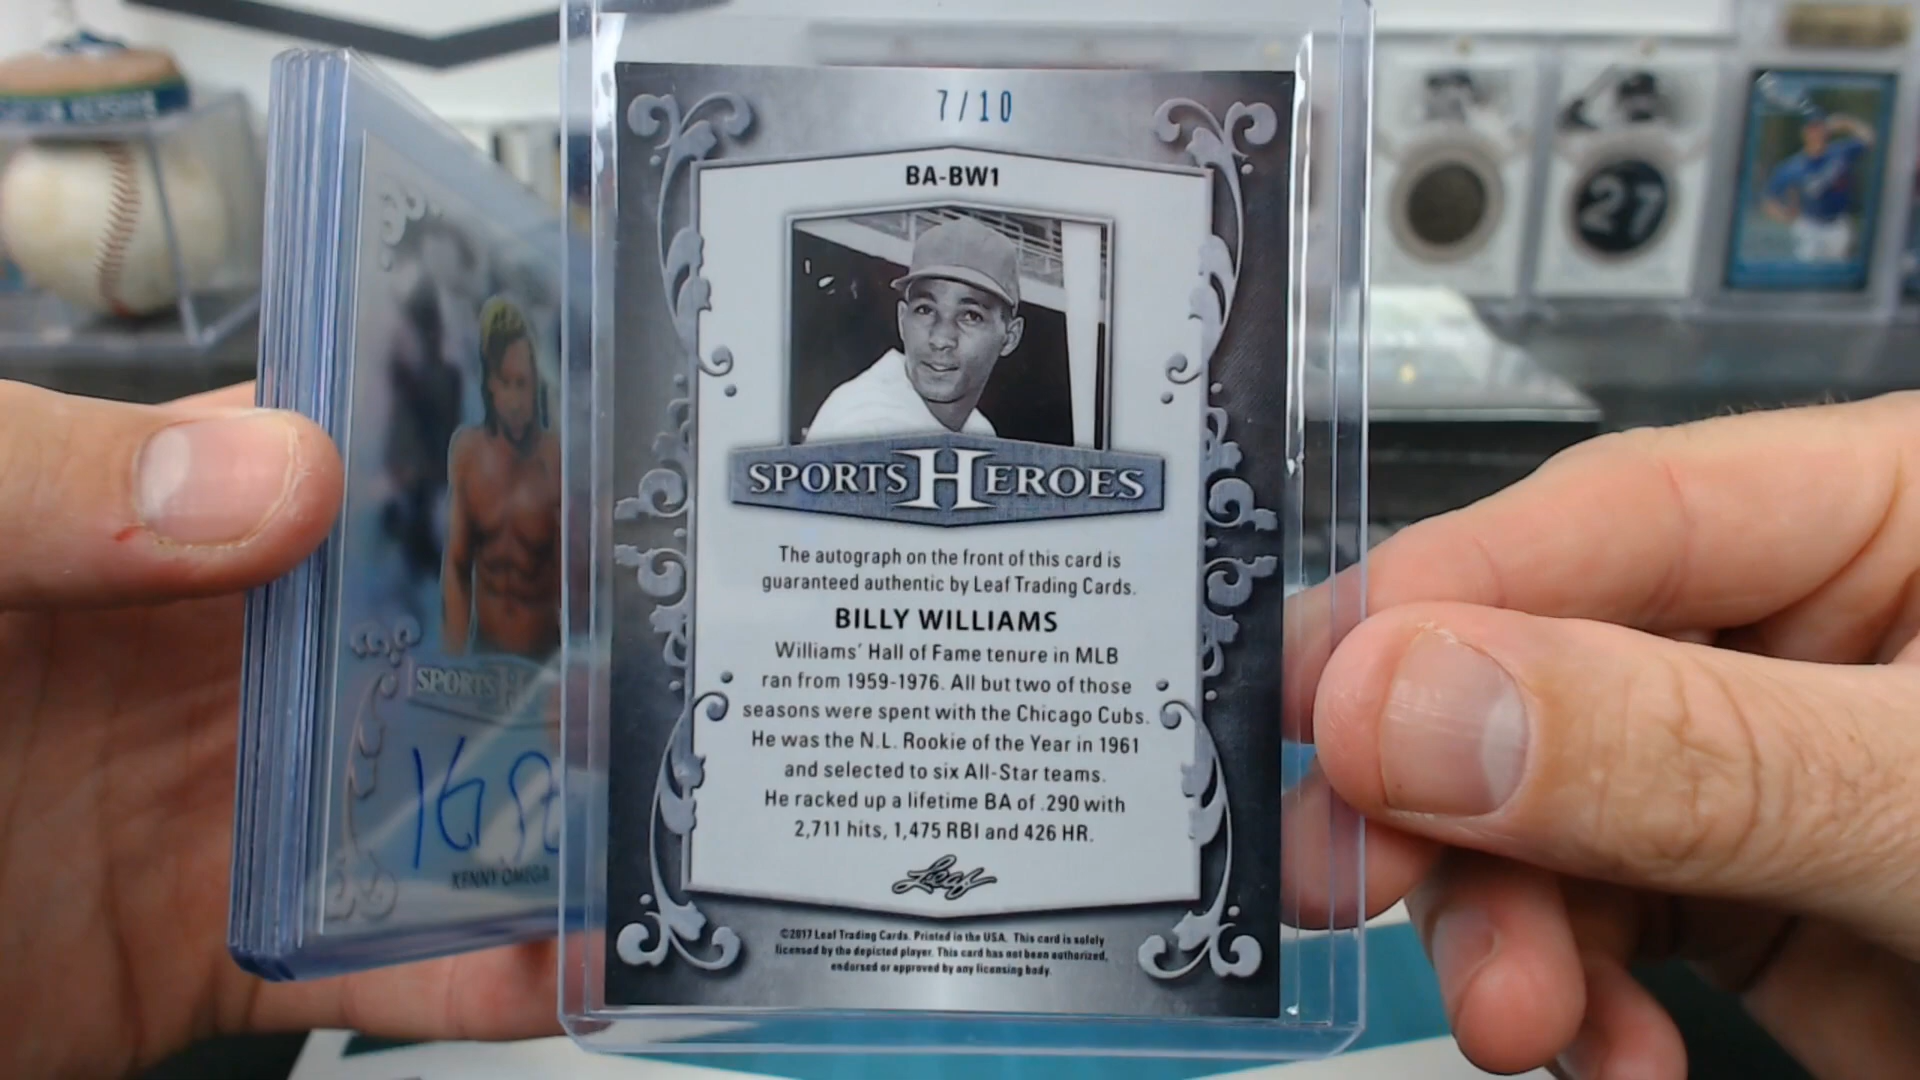 7/10
BA-BW1
SPORTS HEROES
The autograph on the front of this card is
guaranteed authentic by Leaf Trading Cards.
BILLY WILLIAMS
Williams' Hall of Fame tenure in MLB
ran from 1959-1976. All but two of those
seasons were spent with the Chicago Cubs.
He was the N.L. Rookie of the Year in 1961
and selected to six All-Star teams.
He racked up a lifetime BA of .290 with
2,711 hits, 1,475 RBI and 426 HR.
Leaf
©2017 Leaf Trading Cards. Printed in the USA. This card is solely
licensed by the depicted player. This card has not been authorized,
endorsed or approved by any licensing body.
SPORTS H
KENNY OMEGA
27